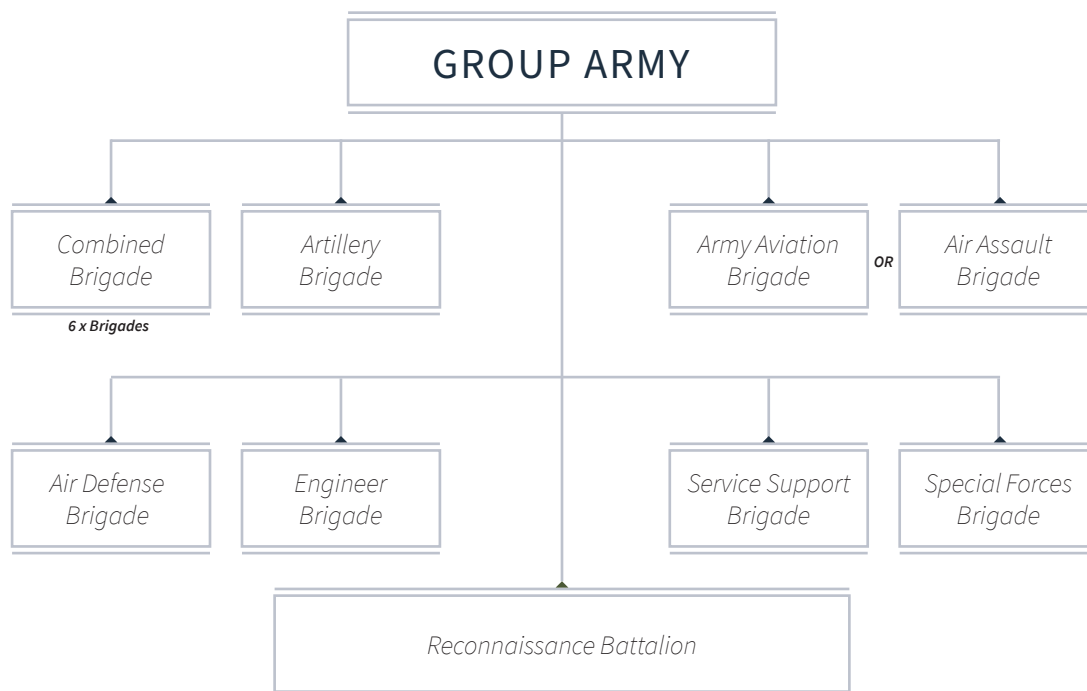 GROUP ARMY
Combined
Brigade
6 x Brigades
Artillery
Brigade
Army Aviation
Brigade
OR
Air Assault
Brigade
Air Defense
Brigade
Engineer
Brigade
Service Support
Brigade
Special Forces
Brigade
Reconnaissance Battalion